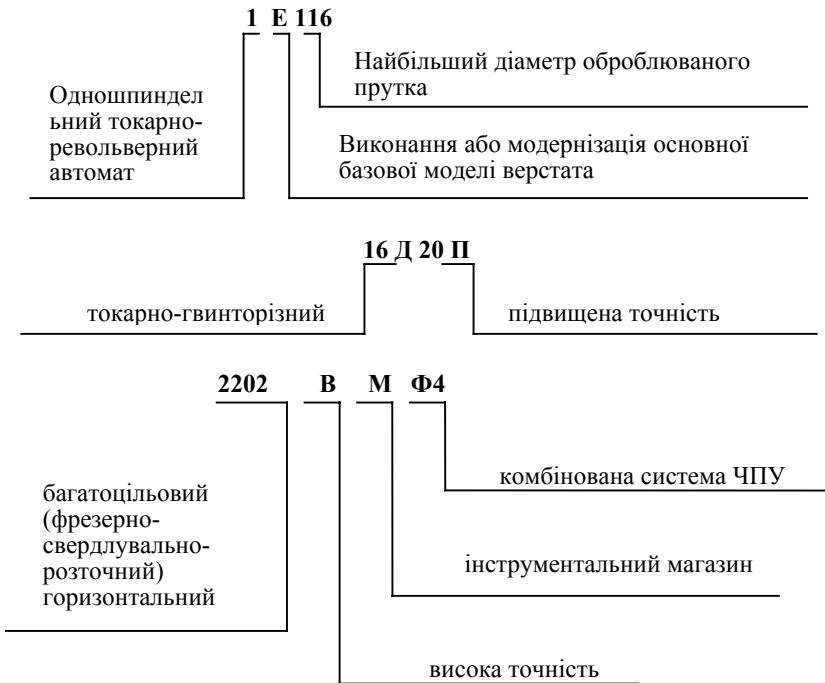 1 Е 116
Найбільший діаметр оброблюваного
прутка
Одношпиндел
ьний токарно-
револьверний
автомат
Виконання або модернізація основної
базової моделі верстата
16 Д 20 П
токарно-гвинторізний
підвищена точність
2202 В М Ф4
комбінована система ЧПУ
багатоцільовий
(фрезерно-
свердлувально-
розточний)
горизонтальний
інструментальний магазин
висока точність